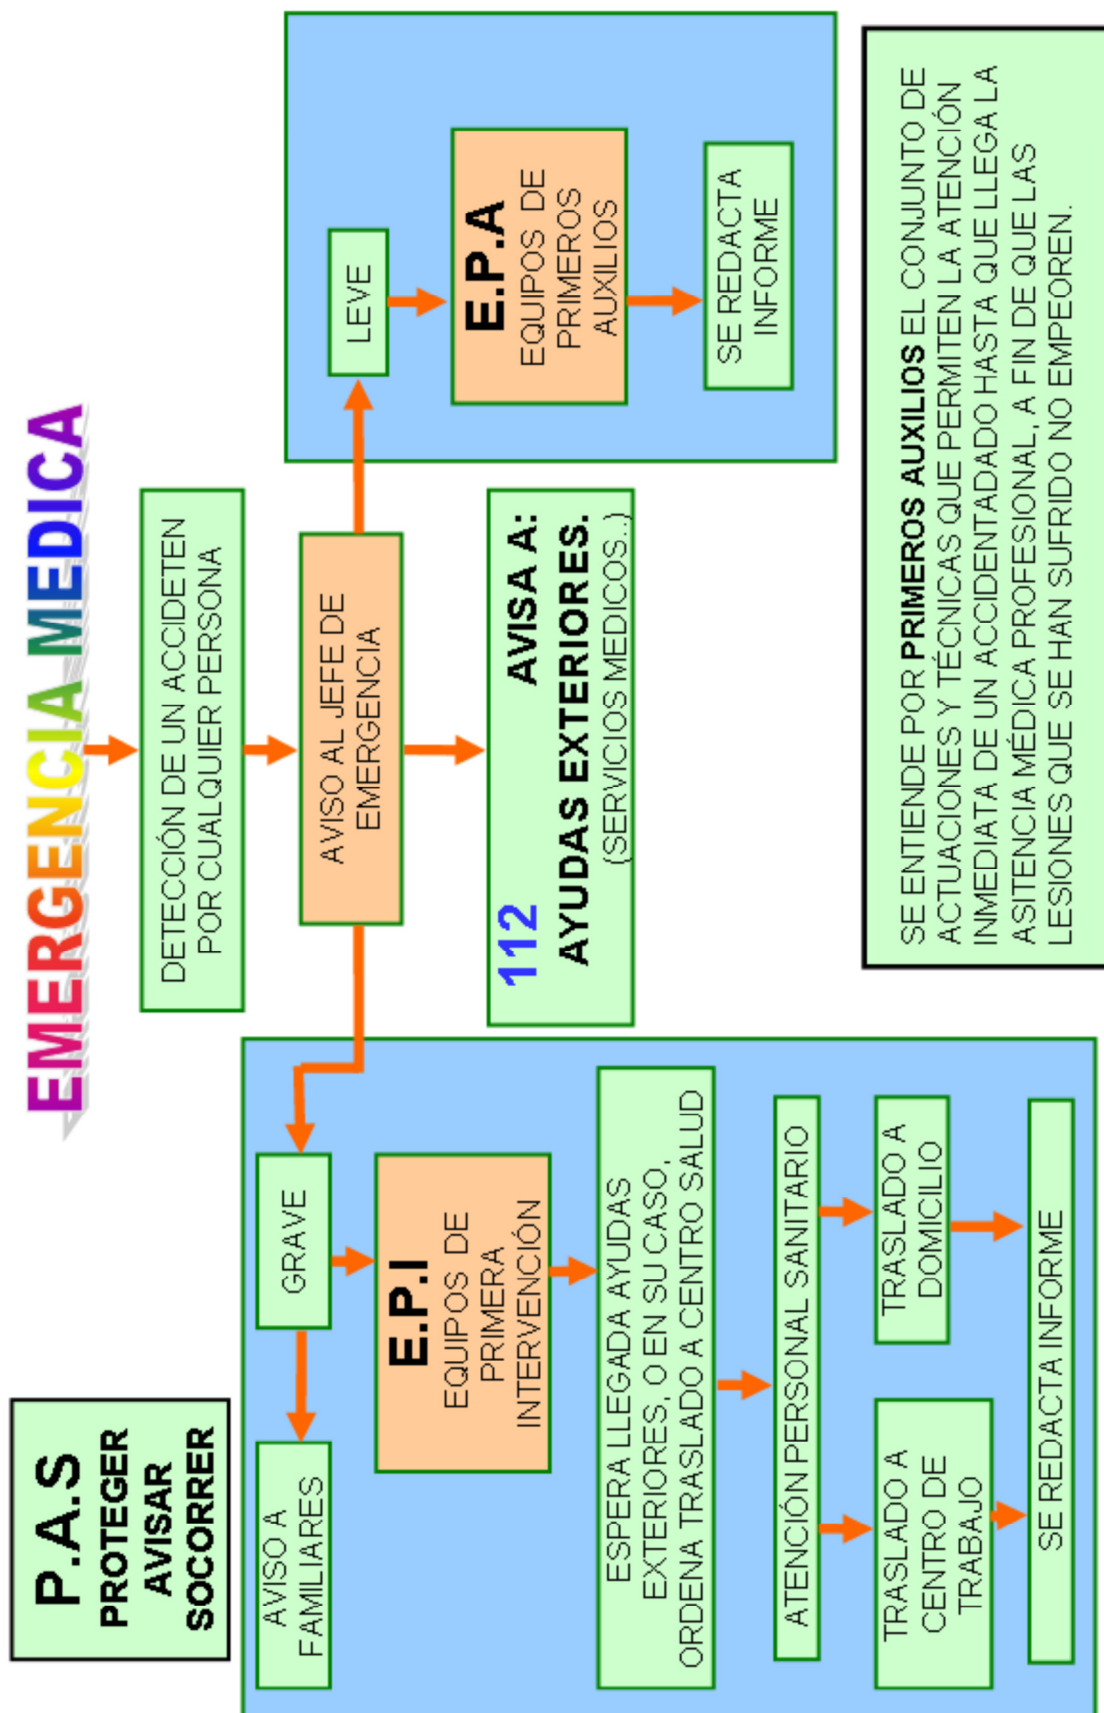 EMERGENCIA MEDICA
P.A.S
PROTEGER
AVISAR
SOCORRER
DETECCIÓN DE UN ACCIDETEN
POR CUALQUIER PERSONA
AVISO AL JEFE DE
EMERGENCIA
112 AVISA A:
AYUDAS EXTERIORES.
(SERVICIOS MEDICOS..)
GRAVE
AVISO A
FAMILIARES
E.P.I
EQUIPOS DE
PRIMERA
INTERVENCIÓN
ESPERA LLEGADA AYUDAS
EXTERIORES, O EN SU CASO,
ORDENA TRASLADO A CENTRO SALUD
ATENCIÓN PERSONAL SANITARIO
TRASLADO A
CENTRO DE
TRABAJO
TRASLADO A
DOMICILIO
SE REDACTA INFORME
LEVE
E.P.A
EQUIPOS DE
PRIMEROS
AUXILIOS
SE REDACTA
INFORME
SE ENTIENDE POR PRIMEROS AUXILIOS EL CONJUNTO DE
ACTUACIONES Y TÉCNICAS QUE PERMITEN LA ATENCIÓN
INMEDIATA DE UN ACCIDENTADADO HASTA QUE LLEGA LA
ASITENCIA MÉDICA PROFESIONAL, A FIN DE QUE LAS
LESIONES QUE SE HAN SUFRIDO NO EMPEOREN.